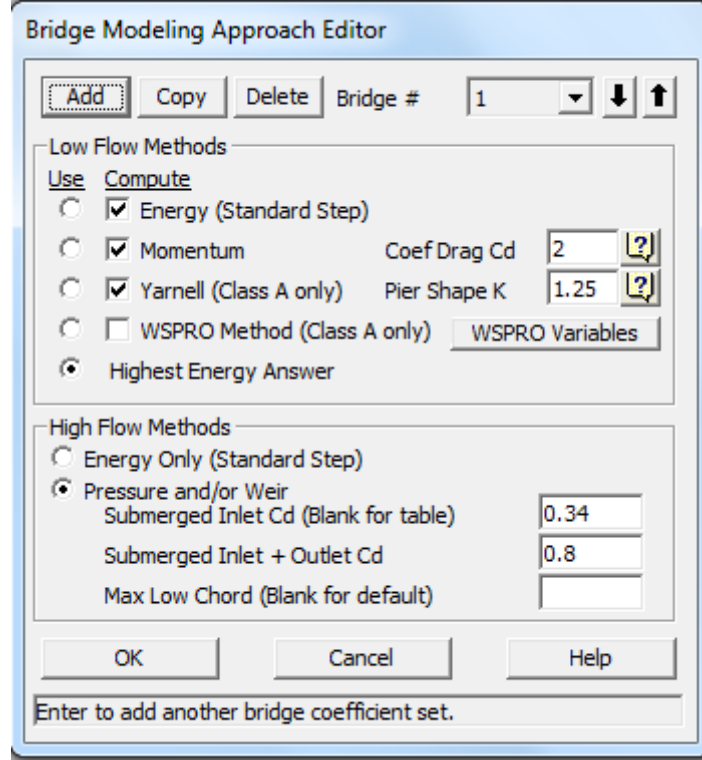 Bridge Modeling Approach Editor
Add Copy Delete Bridge # 1
Low Flow Methods
Use Compute
Energy (Standard Step)
Momentum Coef Drag Cd 2 ?
Yarnell (Class A only) Pier Shape K 1.25 ?
WSPRO Method (Class A only) WSPRO Variables
Highest Energy Answer
High Flow Methods
Energy Only (Standard Step)
Pressure and/or Weir
Submerged Inlet Cd (Blank for table) 0.34
Submerged Inlet + Outlet Cd 0.8
Max Low Chord (Blank for default)
OK Cancel Help
Enter to add another bridge coefficient set.